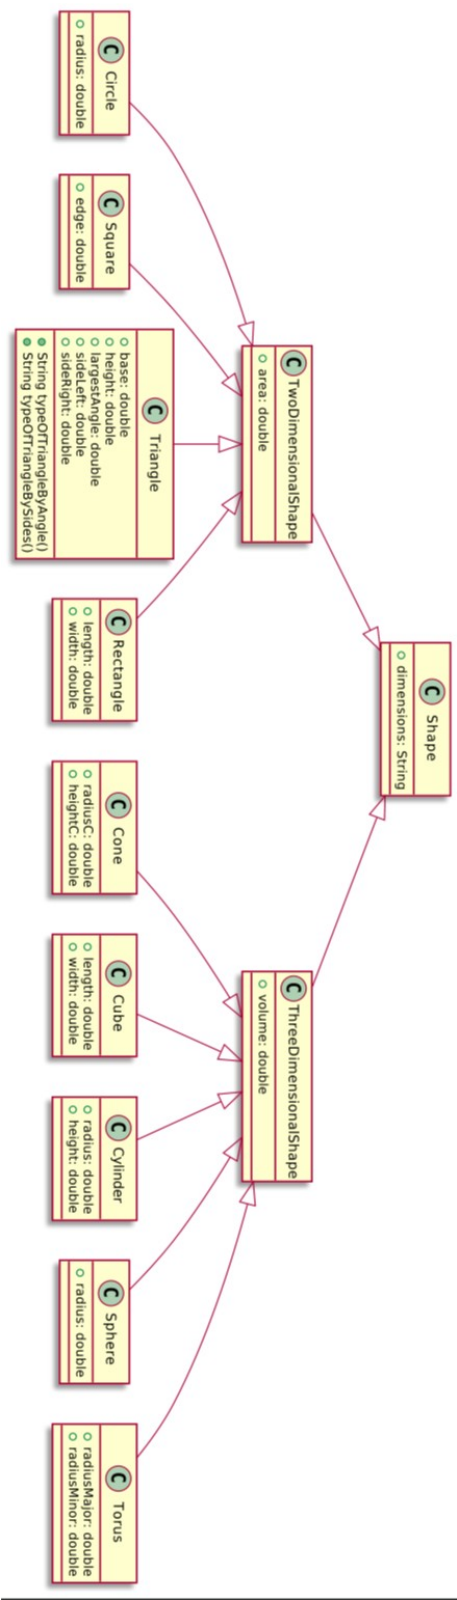 C Shape
dimensions: String
C TwoDimensionalShape
area: double
C ThreeDimensionalShape
volume: double
C Circle
radius: double
C Square
edge: double
C Triangle
base: double
height: double
largestAngle: double
sideLeft: double
sideRight: double
String typeOfTriangleByAngle()
String typeOfTriangleBySides()
C Rectangle
length: double
width: double
C Cone
radiusC: double
heightC: double
C Cube
length: double
width: double
C Cylinder
radius: double
height: double
C Sphere
radius: double
C Torus
radiusMajor: double
radiusMinor: double